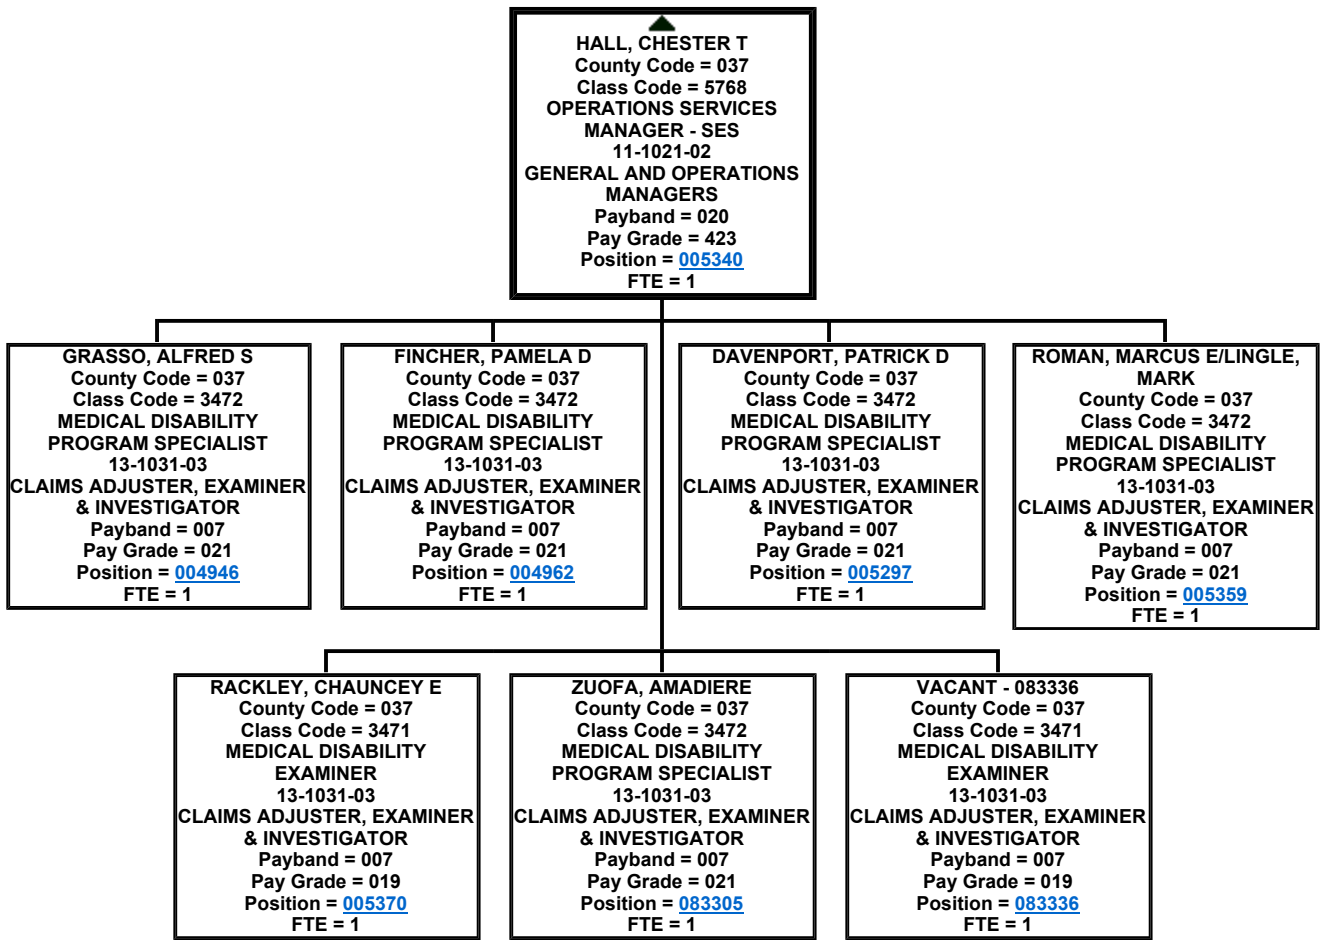 HALL, CHESTER T
County Code = 037
Class Code = 5768
OPERATIONS SERVICES
MANAGER - SES
11-1021-02
GENERAL AND OPERATIONS
MANAGERS
Payband = 020
Pay Grade = 423
Position = 005340
FTE = 1
GRASSO, ALFRED S
County Code = 037
Class Code = 3472
MEDICAL DISABILITY
PROGRAM SPECIALIST
13-1031-03
CLAIMS ADJUSTER, EXAMINER
& INVESTIGATOR
Payband = 007
Pay Grade = 021
Position = 004946
FTE = 1
FINCHER, PAMELA D
County Code = 037
Class Code = 3472
MEDICAL DISABILITY
PROGRAM SPECIALIST
13-1031-03
CLAIMS ADJUSTER, EXAMINER
& INVESTIGATOR
Payband = 007
Pay Grade = 021
Position = 004962
FTE = 1
DAVENPORT, PATRICK D
County Code = 037
Class Code = 3472
MEDICAL DISABILITY
PROGRAM SPECIALIST
13-1031-03
CLAIMS ADJUSTER, EXAMINER
& INVESTIGATOR
Payband = 007
Pay Grade = 021
Position = 005297
FTE = 1
ROMAN, MARCUS E/LINGLE,
MARK
County Code = 037
Class Code = 3472
MEDICAL DISABILITY
PROGRAM SPECIALIST
13-1031-03
CLAIMS ADJUSTER, EXAMINER
& INVESTIGATOR
Payband = 007
Pay Grade = 021
Position = 005359
FTE = 1
RACKLEY, CHAUNCEY E
County Code = 037
Class Code = 3471
MEDICAL DISABILITY
EXAMINER
13-1031-03
CLAIMS ADJUSTER, EXAMINER
& INVESTIGATOR
Payband = 007
Pay Grade = 019
Position = 005370
FTE = 1
ZUOFA, AMADIERE
County Code = 037
Class Code = 3472
MEDICAL DISABILITY
PROGRAM SPECIALIST
13-1031-03
CLAIMS ADJUSTER, EXAMINER
& INVESTIGATOR
Payband = 007
Pay Grade = 021
Position = 083305
FTE = 1
VACANT - 083336
County Code = 037
Class Code = 3471
MEDICAL DISABILITY
EXAMINER
13-1031-03
CLAIMS ADJUSTER, EXAMINER
& INVESTIGATOR
Payband = 007
Pay Grade = 019
Position = 083336
FTE = 1